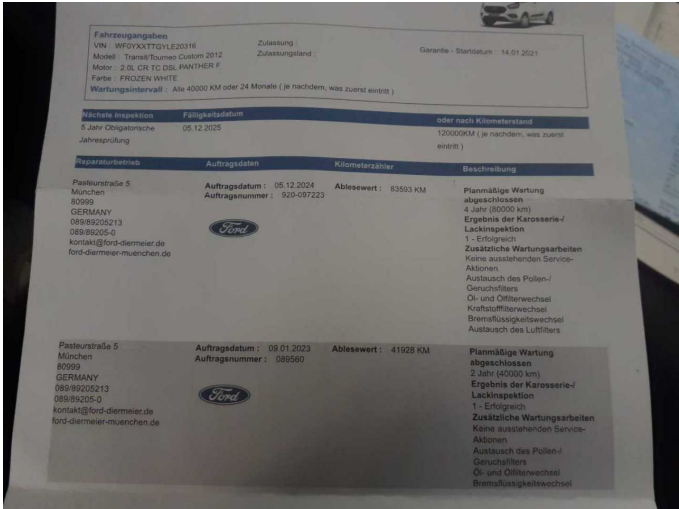 Fahrzeugangaben
VIN : WF0YXXTTGYLE20316
Zulassung :
Modell : Transit/Tourneo Custom 2012
Zulassungsland :
Garantie - Startdatum : 14.01.2021
Motor : 2.0L CR TC DSL PANTHER F
Farbe : FROZEN WHITE
Wartungsintervall : Alle 40000 KM oder 24 Monate ( je nachdem, was zuerst eintritt )
Nächste Inspektion
Fälligkeitsdatum
oder nach Kilometerstand
5 Jahr Obligatorische
Jahresprüfung
05.12.2025
120000KM ( je nachdem, was zuerst
eintritt )
Reparaturbetrieb
Auftragsdaten
Kilometerzähler
Beschreibung
Pasteurstraße 5
München
80999
GERMANY
089/89205213
089/89205-0
kontakt@ford-diermeier.de
ford-diermeier-muenchen.de
Auftragsdatum : 05.12.2024
Auftragsnummer : 920-097223
Ford
Ablesewert : 83593 KM
Planmäßige Wartung
abgeschlossen
4 Jahr (80000 km)
Ergebnis der Karosserie-/
Lackinspektion
1 - Erfolgreich
Zusätzliche Wartungsarbeiten
Keine ausstehenden Service-
Aktionen
Austausch des Pollen-/
Geruchsfilters
Öl- und Ölfilterwechsel
Kraftstofffilterwechsel
Bremsflüssigkeitswechsel
Austausch des Luftfilters
Pasteurstraße 5
München
80999
GERMANY
089/89205213
089/89205-0
kontakt@ford-diermeier.de
ford-diermeier-muenchen.de
Auftragsdatum : 09.01.2023
Auftragsnummer : 089560
Ford
Ablesewert : 41928 KM
Planmäßige Wartung
abgeschlossen
2 Jahr (40000 km)
Ergebnis der Karosserie-/
Lackinspektion
1 - Erfolgreich
Zusätzliche Wartungsarbeiten
Keine ausstehenden Service-
Aktionen
Austausch des Pollen-/
Geruchsfilters
Öl- und Ölfilterwechsel
Bremsflüssigkeitswechsel